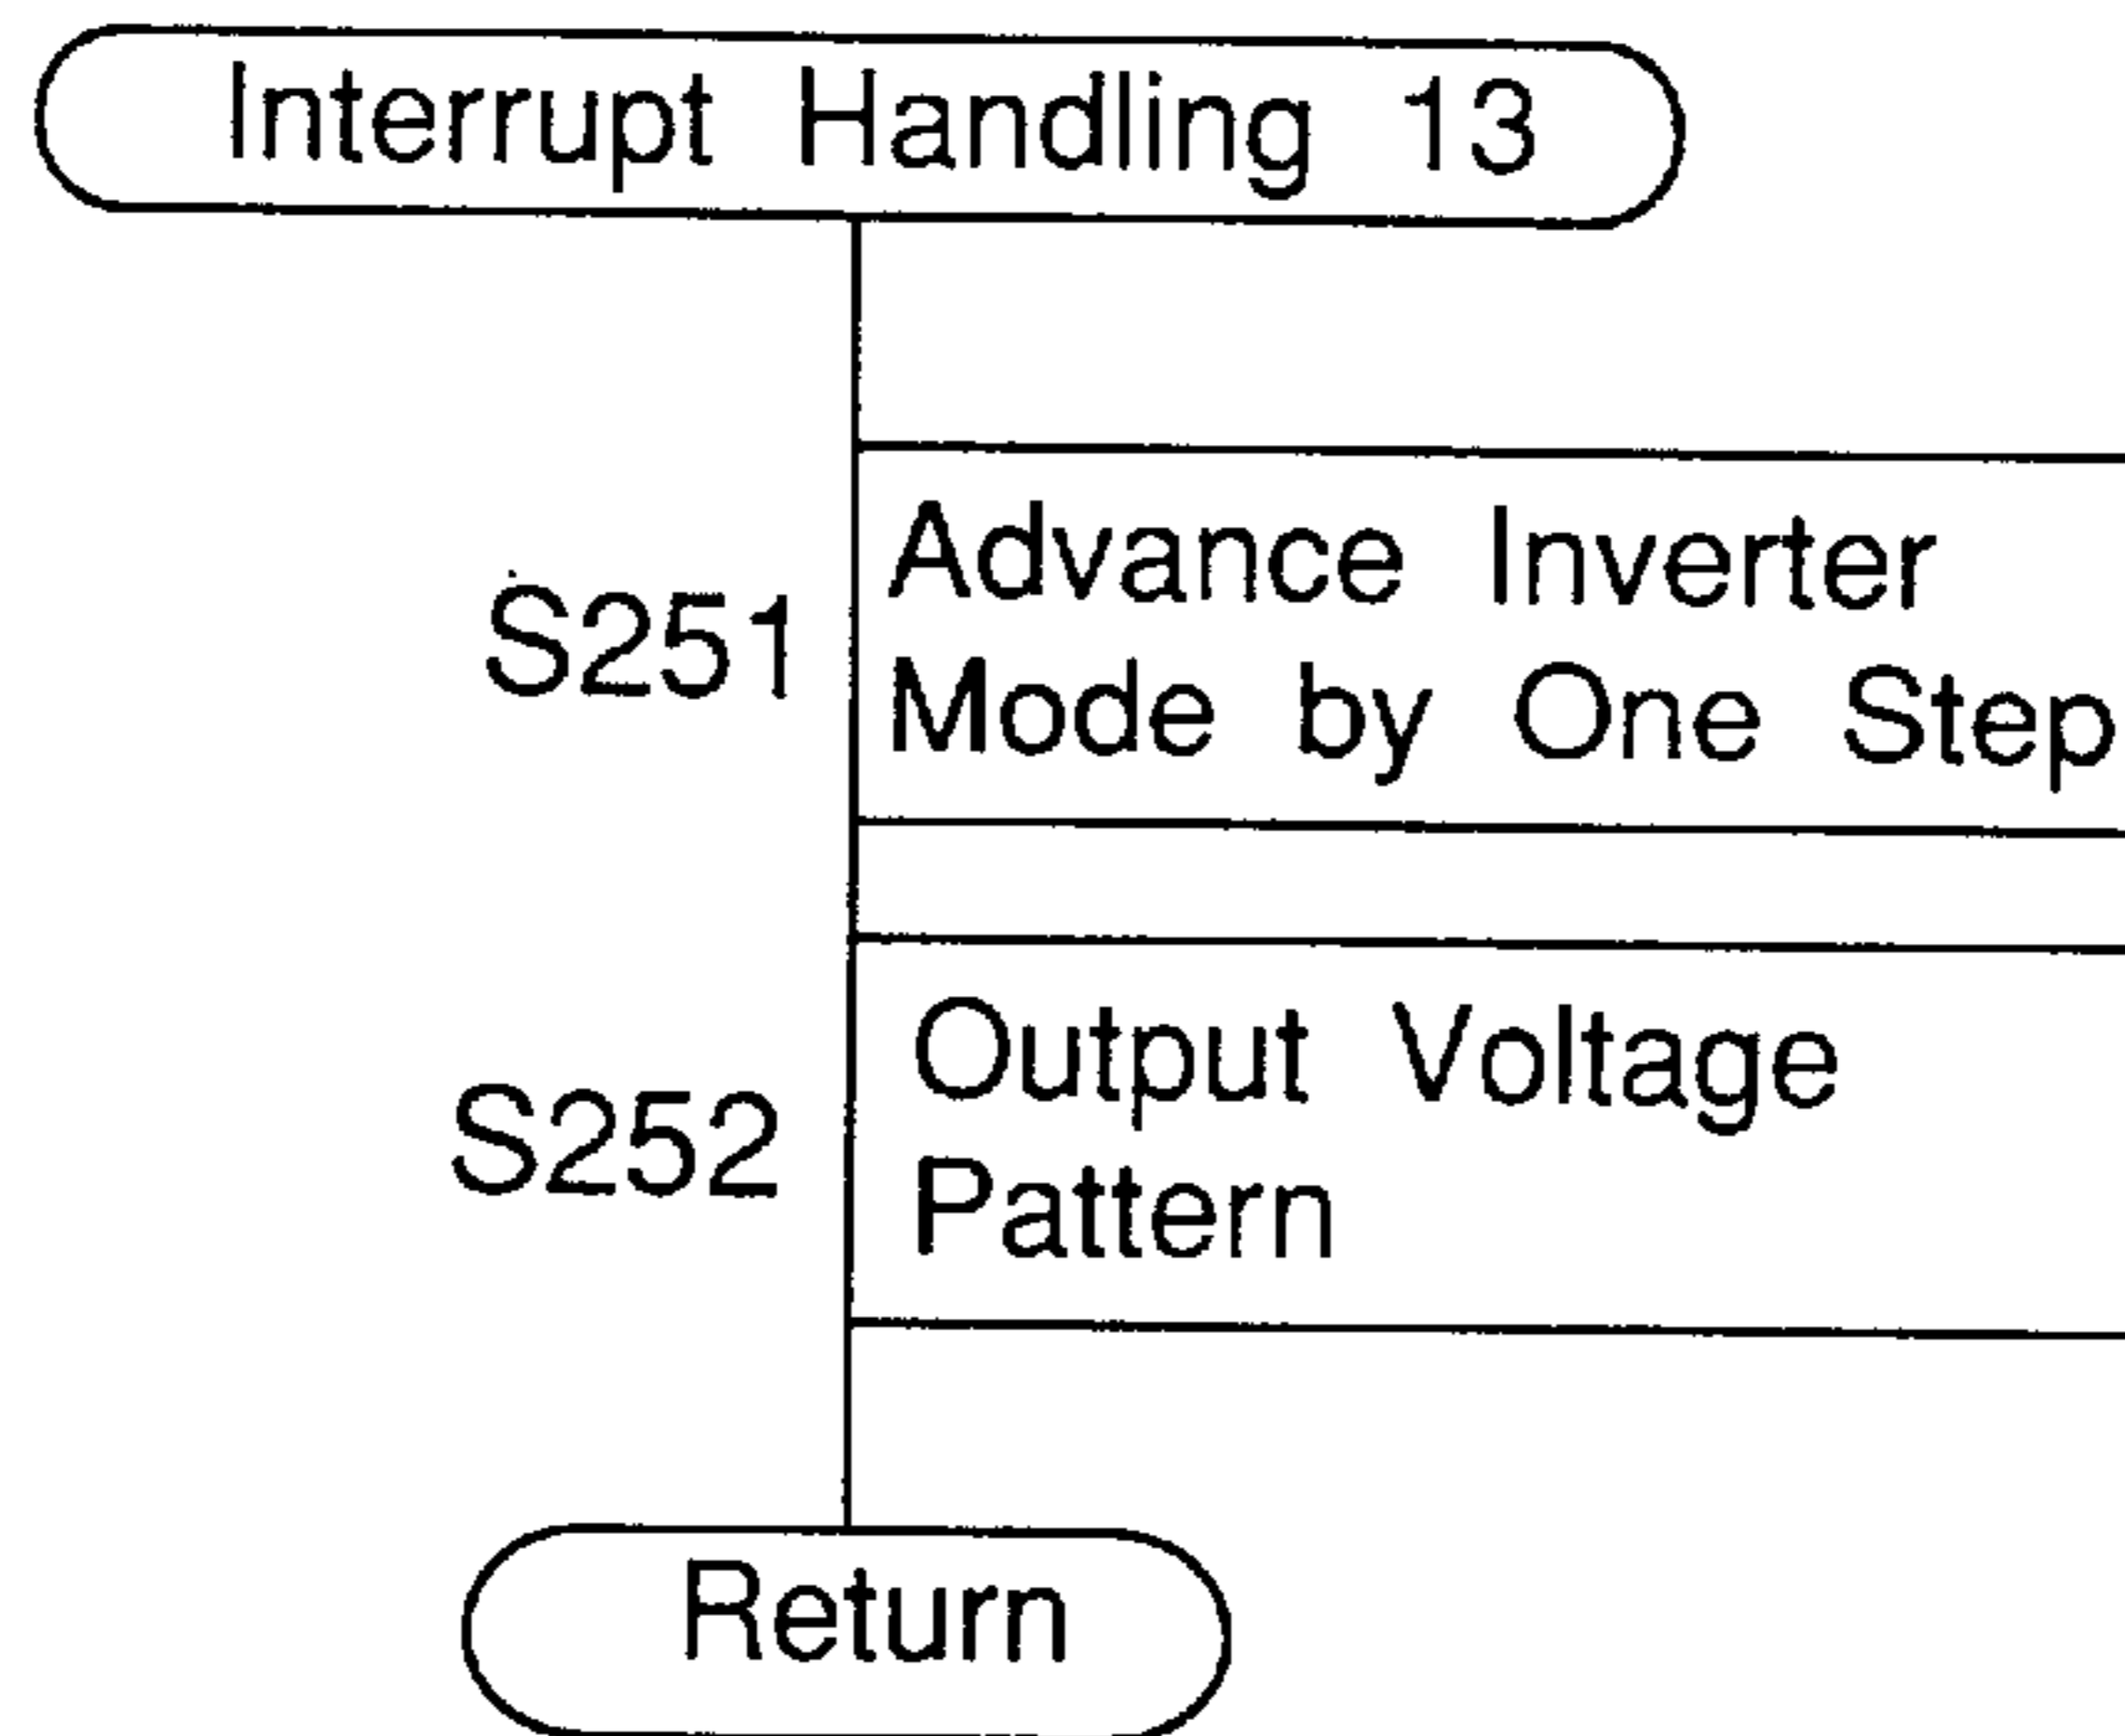 Interrupt Handling 13
S251
Advance Inverter
Mode by One Step
S252
Output Voltage
Pattern
Return